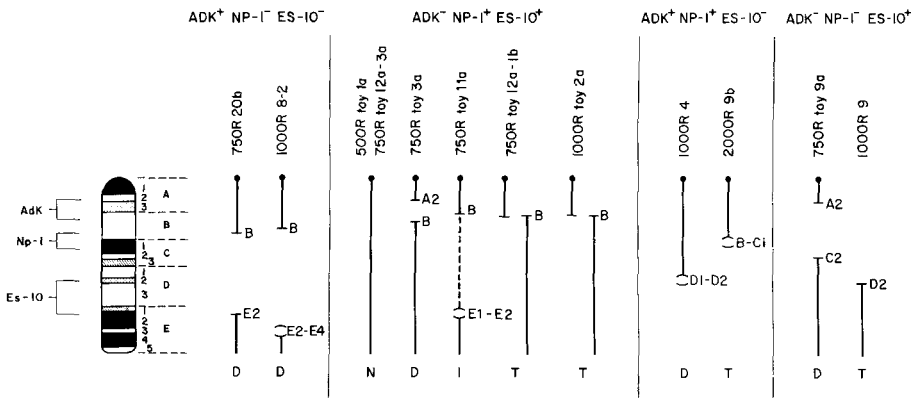 ADK+ NP-1− ES-10−
ADK− NP-1+ ES-10+
ADK+ NP-1− ES-10+
ADK− NP-1− ES-10+
750R 20b
1000R 8-2
500R toy 1a
750R toy 12a-3a
750R toy 3a
750R toy 11a
750R toy 12a-1b
1000R toy 2a
1000R 4
2000R 9b
750R toy 9a
1000R 9
AdK
Np-1
Es-10
1
2
3
A
B
1
2
3
C
1
2
3
D
1
2
3
4
5
E
B
E2
B
E2-E4
A2
B
B
E1-E2
B
B
D1-D2
B-C1
A2
C2
D2
D D N D I T T D T D T